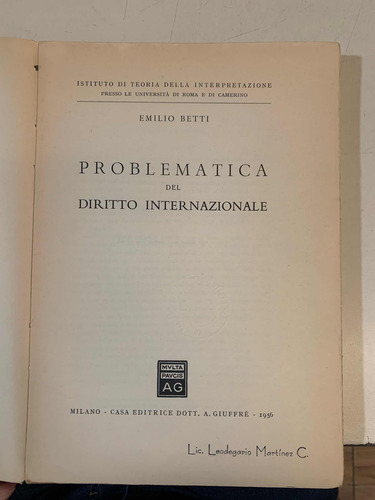 ISTITUTO DI TEORIA DELLA INTERPRETAZIONE
PRESSO LE UNIVERSITÀ DI ROMA E DI CAMERINO
EMILIO BETTI
PROBLEMATICA
DEL
DIRITTO INTERNAZIONALE
MVLTA
PAVCIS
AG
MILANO - CASA EDITRICE DOTT. A. GIUFFRÈ - 1956
Lic. Leodegario Martínez C.